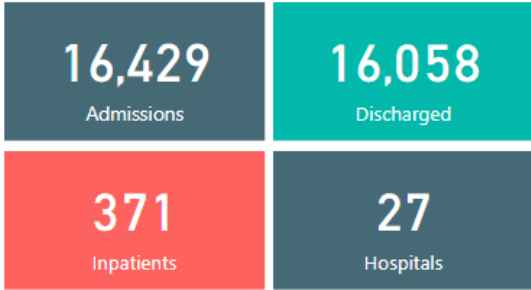 16,429
Admissions
16,058
Discharged
371
Inpatients
27
Hospitals